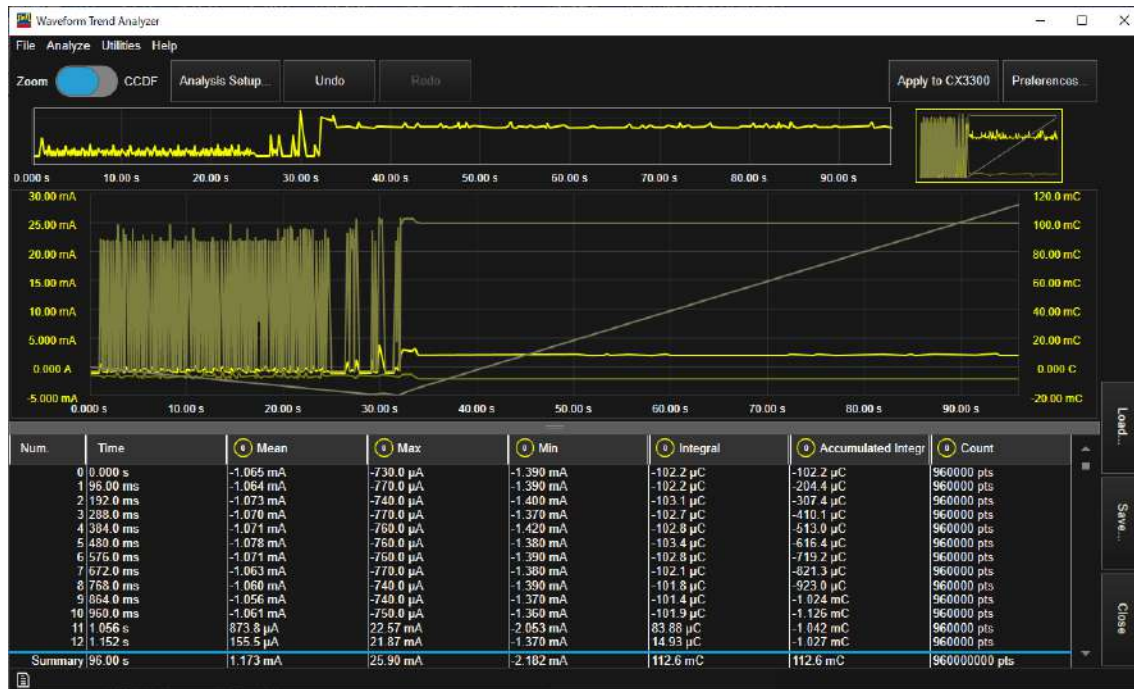 Waveform Trend Analyzer
File Analyze Utilities Help
Zoom CCDF Analysis Setup... Undo Redo Apply to CX3300 Preferences...
0.000 s 10.00 s 20.00 s 30.00 s 40.00 s 50.00 s 60.00 s 70.00 s 80.00 s 90.00 s
30.00 mA 120.0 mC
25.00 mA 100.0 mC
20.00 mA 80.00 mC
15.00 mA 60.00 mC
10.00 mA 40.00 mC
5.000 mA 20.00 mC
0.000 A 0.000 C
-5.000 mA -20.00 mC
0.000 s 10.00 s 20.00 s 30.00 s 40.00 s 50.00 s 60.00 s 70.00 s 80.00 s 90.00 s
Load...
Save...
Close
Num. Time Mean Max Min Integral Accumulated Integr Count
0 0.000 s -1.065 mA -730.0 µA -1.390 mA -102.2 µC -102.2 µC 960000 pts
1 96.00 ms -1.064 mA -770.0 µA -1.390 mA -102.2 µC -204.4 µC 960000 pts
2 192.0 ms -1.073 mA -740.0 µA -1.400 mA -103.1 µC -307.4 µC 960000 pts
3 288.0 ms -1.070 mA -770.0 µA -1.370 mA -102.7 µC -410.1 µC 960000 pts
4 384.0 ms -1.071 mA -760.0 µA -1.420 mA -102.8 µC -513.0 µC 960000 pts
5 480.0 ms -1.078 mA -760.0 µA -1.380 mA -103.4 µC -616.4 µC 960000 pts
6 576.0 ms -1.071 mA -760.0 µA -1.390 mA -102.8 µC -719.2 µC 960000 pts
7 672.0 ms -1.063 mA -770.0 µA -1.380 mA -102.1 µC -821.3 µC 960000 pts
8 768.0 ms -1.060 mA -740.0 µA -1.390 mA -101.8 µC -923.0 µC 960000 pts
9 864.0 ms -1.056 mA -740.0 µA -1.370 mA -101.4 µC -1.024 mC 960000 pts
10 960.0 ms -1.061 mA -750.0 µA -1.360 mA -101.9 µC -1.126 mC 960000 pts
11 1.056 s 873.8 µA 22.57 mA -2.053 mA 83.88 µC -1.042 mC 960000 pts
12 1.152 s 155.5 µA 21.87 mA -1.370 mA 14.93 µC -1.027 mC 960000 pts
Summary 96.00 s 1.173 mA 25.90 mA -2.182 mA 112.6 mC 112.6 mC 960000000 pts